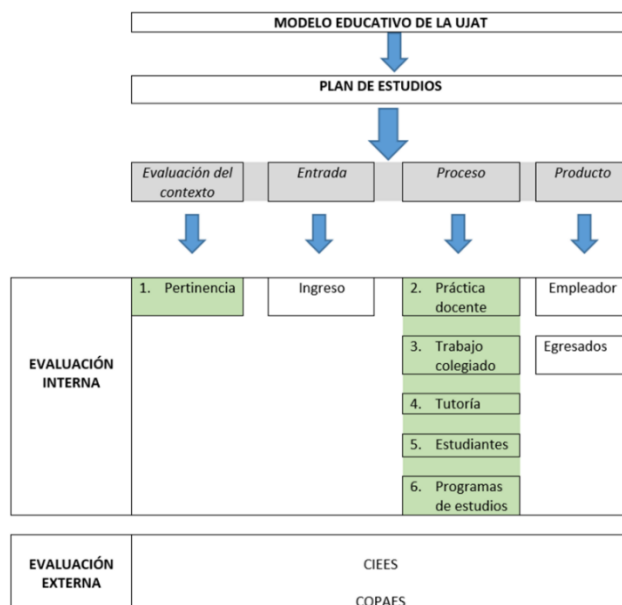 MODELO EDUCATIVO DE LA UJAT
PLAN DE ESTUDIOS
Evaluación del
contexto
Entrada
Proceso
Producto
EVALUACIÓN
INTERNA
1. Pertinencia
Ingreso
2. Práctica
docente
3. Trabajo
colegiado
4. Tutoría
5. Estudiantes
6. Programas
de estudios
Empleador
Egresados
EVALUACIÓN
EXTERNA
CIEES
COPAES